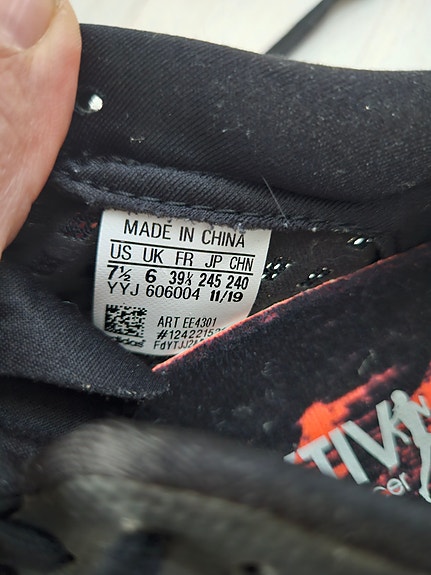 MADE IN CHINA
US UK FR JP CHN
7½ 6 39⅓ 245 240
YYJ 606004 11/19
ART EE4301
adidas